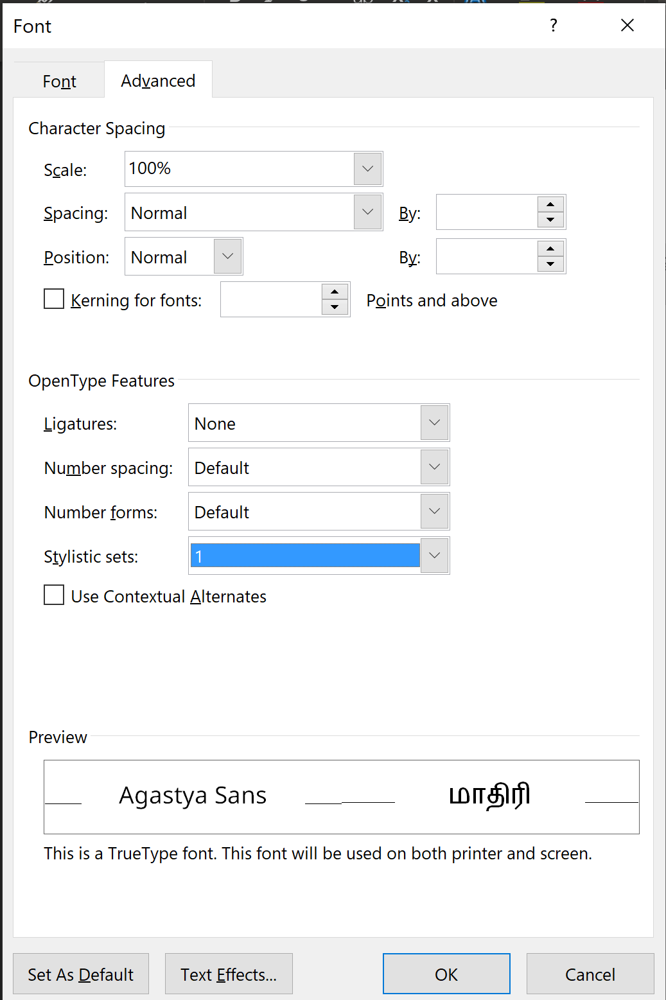 Font ?
Font Advanced
Character Spacing
Scale: 100%
Spacing: Normal By:
Position: Normal By:
Kerning for fonts: Points and above
OpenType Features
Ligatures: None
Number spacing: Default
Number forms: Default
Stylistic sets: 1
Use Contextual Alternates
Preview
Agastya Sans மாதிரி
This is a TrueType font. This font will be used on both printer and screen.
Set As Default Text Effects... OK Cancel